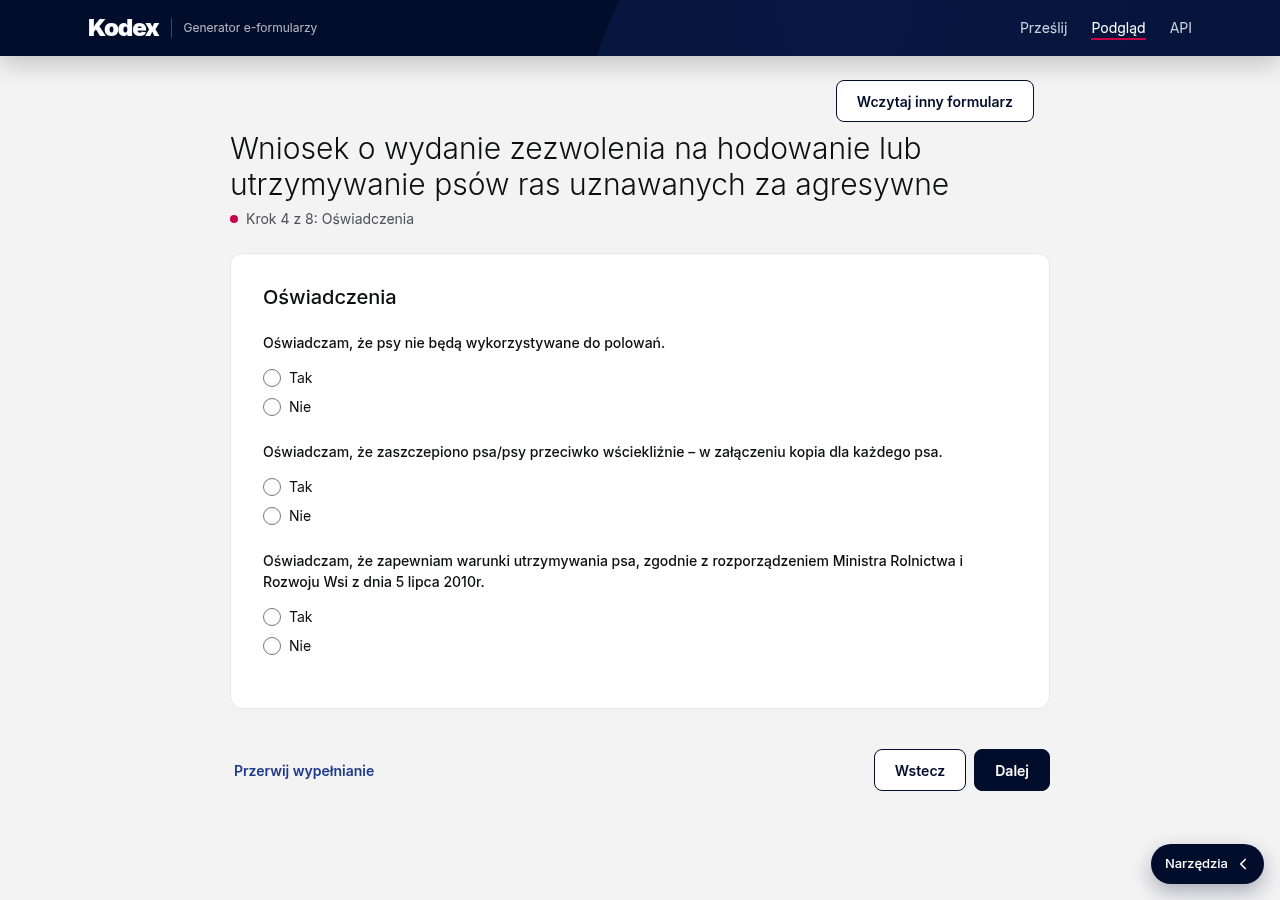 Kodex
Generator e-formularzy
Prześlij
Podgląd
API
Wczytaj inny formularz
Wniosek o wydanie zezwolenia na hodowanie lub
utrzymywanie psów ras uznawanych za agresywne
Krok 4 z 8: Oświadczenia
Oświadczenia
Oświadczam, że psy nie będą wykorzystywane do polowań.
Tak
Nie
Oświadczam, że zaszczepiono psa/psy przeciwko wściekliźnie – w załączeniu kopia dla każdego psa.
Tak
Nie
Oświadczam, że zapewniam warunki utrzymywania psa, zgodnie z rozporządzeniem Ministra Rolnictwa i
Rozwoju Wsi z dnia 5 lipca 2010r.
Tak
Nie
Przerwij wypełnianie
Wstecz
Dalej
Narzędzia